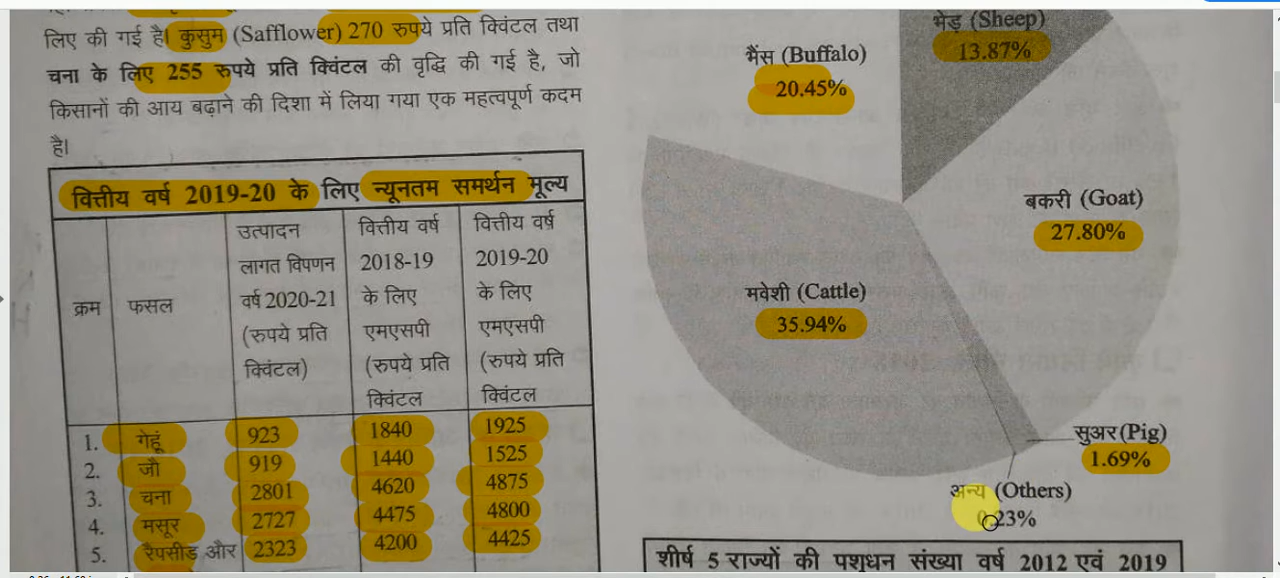 लिए की गई है। कुसुम (Safflower) 270 रुपये प्रति क्विंटल तथा
चना के लिए 255 रुपये प्रति क्विंटल की वृद्धि की गई है, जो
किसानों की आय बढ़ाने की दिशा में लिया गया एक महत्वपूर्ण कदम
है।
वित्तीय वर्ष 2019-20 के लिए न्यूनतम समर्थन मूल्य
क्रम
फसल
उत्पादन
लागत विपणन
वर्ष 2020-21
(रुपये प्रति
क्विंटल)
वित्तीय वर्ष
2018-19
के लिए
एमएसपी
(रुपये प्रति
क्विंटल
वित्तीय वर्ष
2019-20
के लिए
एमएसपी
(रुपये प्रति
क्विंटल
1. गेहूं 923 1840 1925
2. जौ 919 1440 1525
3. चना 2801 4620 4875
4. मसूर 2727 4475 4800
5. रैपसीड और 2323 4200 4425
भेड़ (Sheep)
13.87%
भैंस (Buffalo)
20.45%
बकरी (Goat)
27.80%
मवेशी (Cattle)
35.94%
सुअर (Pig)
1.69%
अन्य (Others)
0.23%
शीर्ष 5 राज्यों की पशुधन संख्या वर्ष 2012 एवं 2019